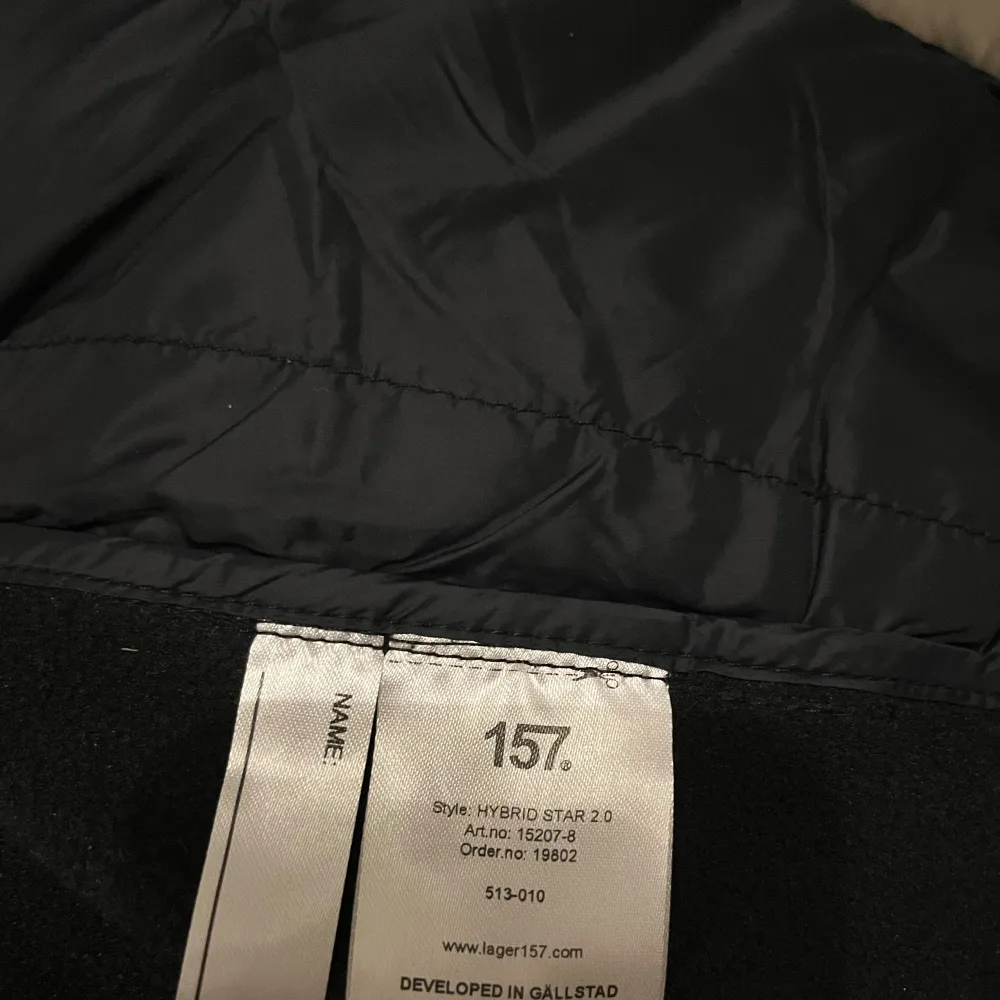 NAME:
157®
Style: HYBRID STAR 2.0
Art.no: 15207-8
Order.no: 19802
513-010
www.lager157.com
DEVELOPED IN GÄLLSTAD